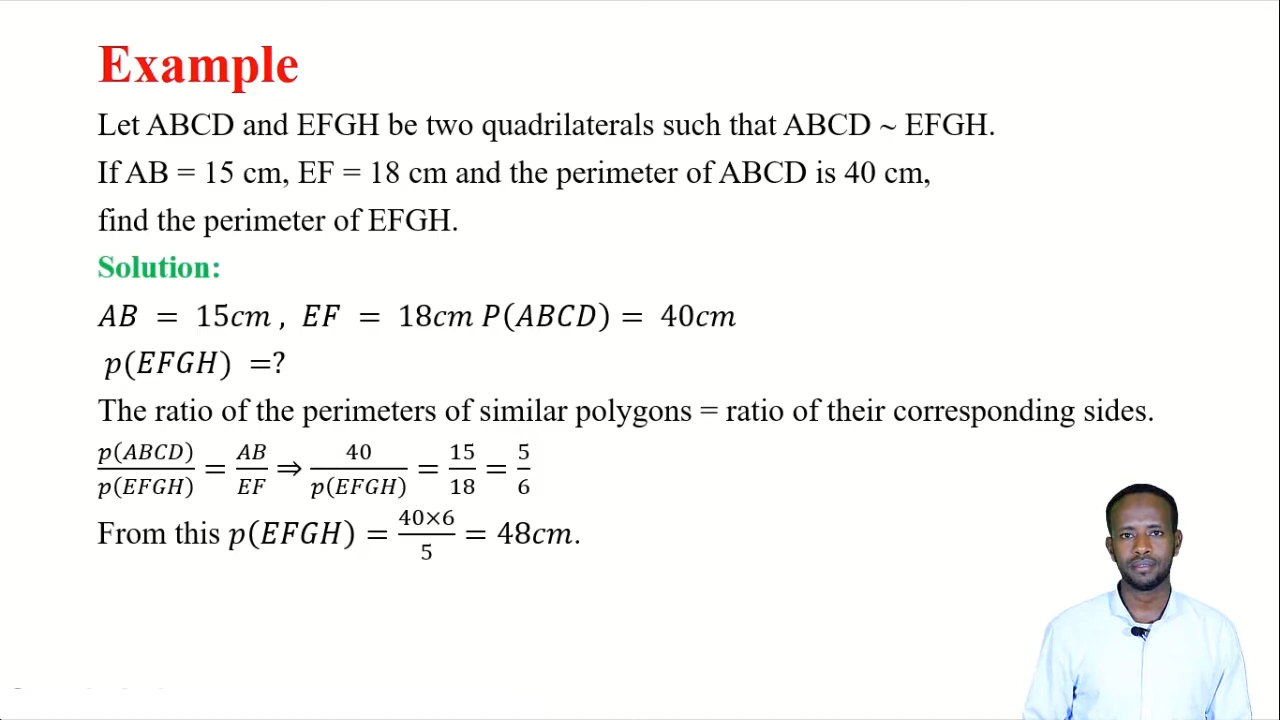 Example
Let ABCD and EFGH be two quadrilaterals such that ABCD ~ EFGH.
If AB = 15 cm, EF = 18 cm and the perimeter of ABCD is 40 cm,
find the perimeter of EFGH.
Solution:
AB = 15cm , EF = 18cm P(ABCD) = 40cm
p(EFGH) =?
The ratio of the perimeters of similar polygons = ratio of their corresponding sides.
p(ABCD)/p(EFGH) = AB/EF ⇒ 40/p(EFGH) = 15/18 = 5/6
From this p(EFGH) = 40×6/5 = 48cm.